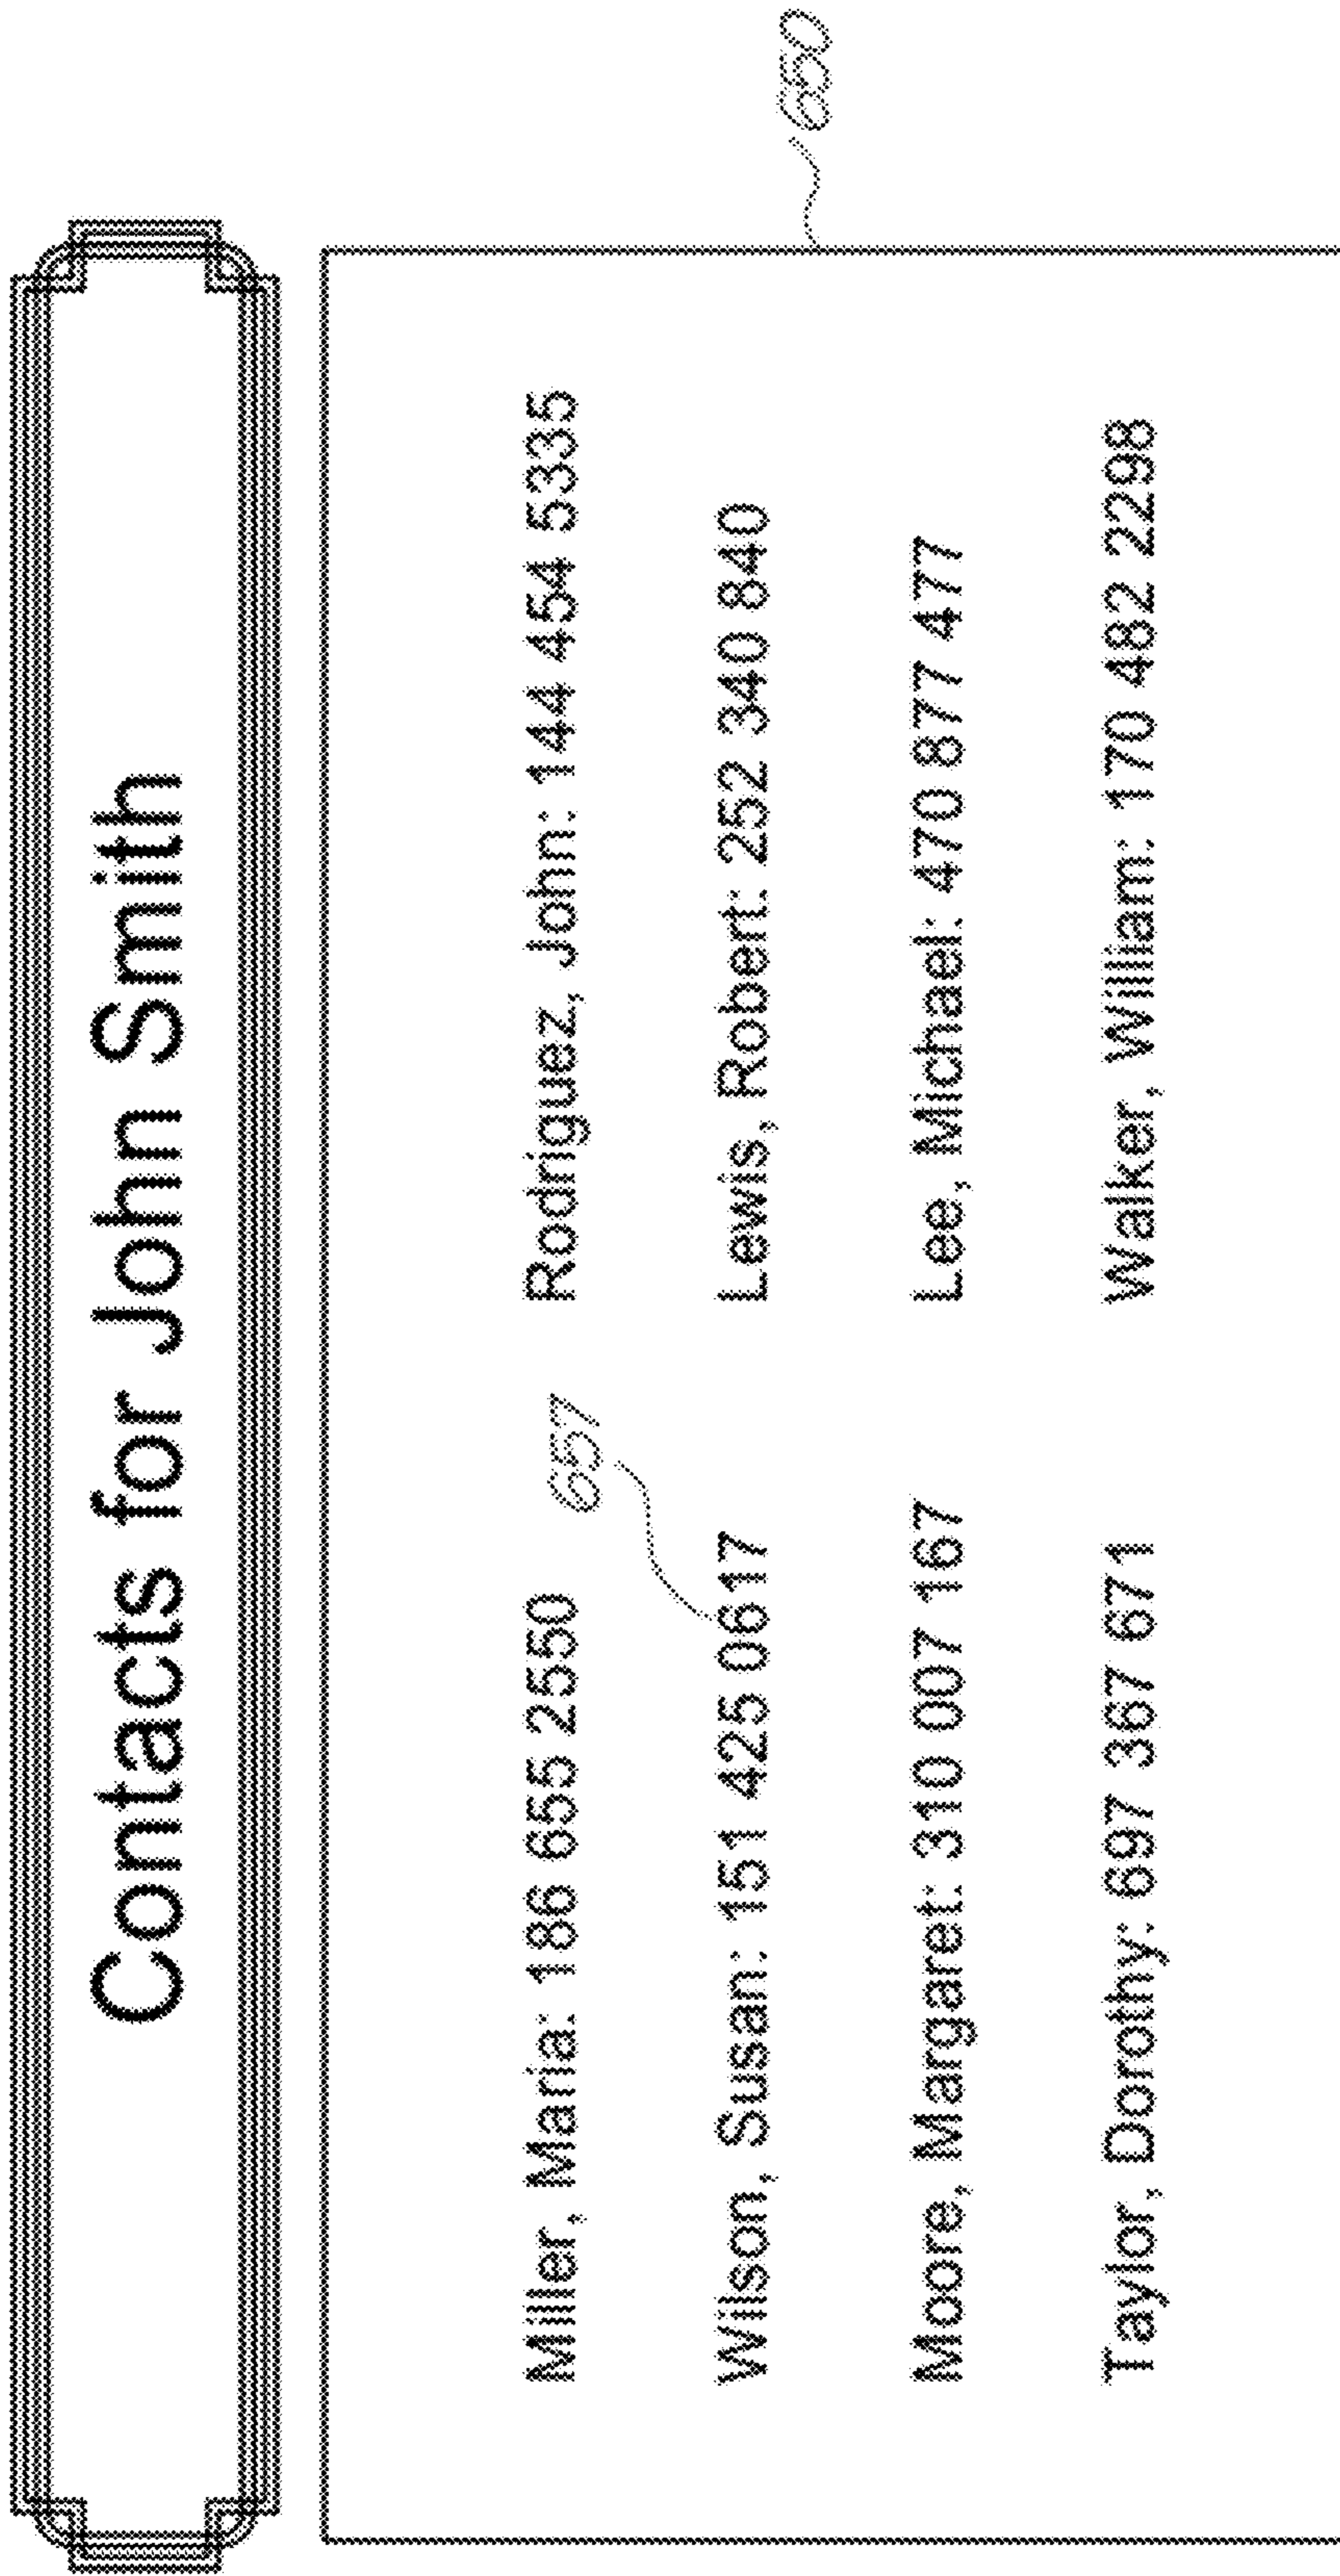 Contacts for John Smith
650
657
Miller, Maria: 186 655 2550
Wilson, Susan: 151 425 0617
Moore, Margaret: 310 007 167
Taylor, Dorothy: 697 367 671
Rodriguez, John: 144 454 5335
Lewis, Robert: 252 340 840
Lee, Michael: 470 877 477
Walker, William: 170 482 2298